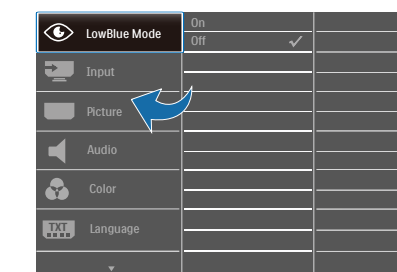 LowBlue Mode
On
Off
Input
Picture
Audio
Color
TXT
Language